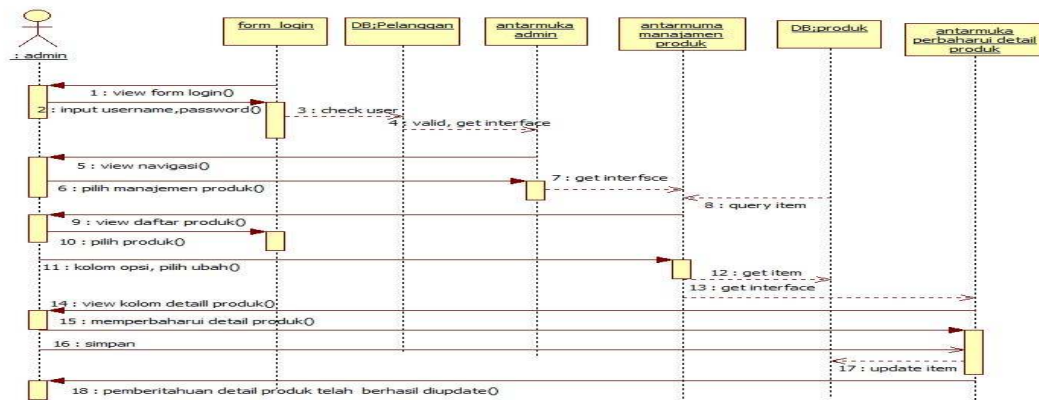 form_login
DB;Pelanggan
antarmuka
admin
antarmuma
manajamen
produk
DB;produk
antarmuka
perbaharui detail
produk
: admin
1 : view form login()
2 : input username,password()
3 : check user
4 : valid, get interface
5 : view navigasi()
6 : pilih manajemen produk()
7 : get interfsce
8 : query item
9 : view daftar produk()
10 : pilih produk()
11 : kolom opsi, pilih ubah()
12 : get item
13 : get interface
14 : view kolom detaill produk()
15 : memperbaharui detail produk()
16 : simpan
17 : update item
18 : pemberitahuan detail produk telah berhasil diupdate()